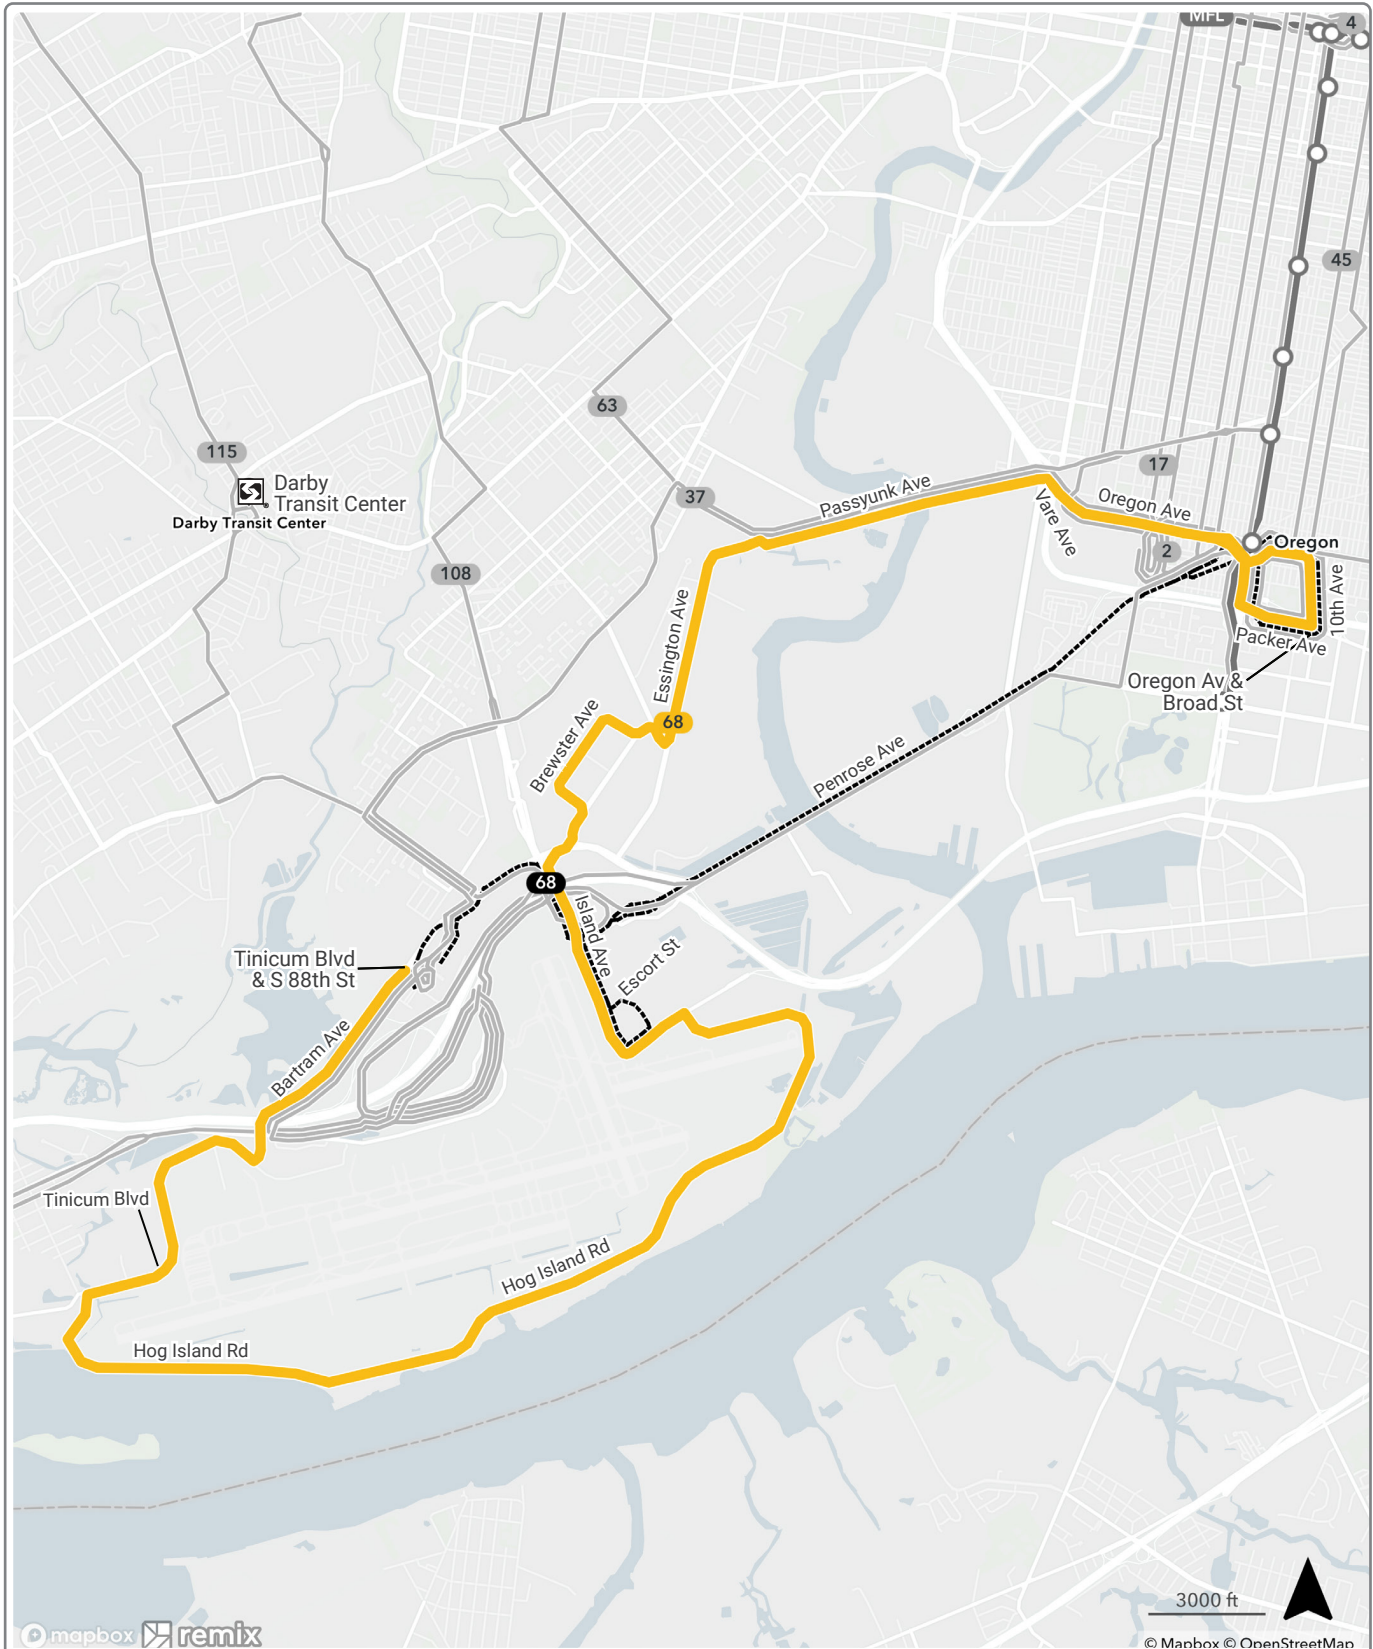 MFL
4
45
63
115
Darby
Transit Center
Darby Transit Center
37
17
Passyunk Ave
Oregon Ave
Vare Ave
2
Oregon
108
10th Ave
Essington Ave
Packer Ave
Oregon Av &
Broad St
68
Brewster Ave
Penrose Ave
68
Island Ave
Tinicum Blvd
& S 88th St
Escort St
Bartram Ave
Tinicum Blvd
Hog Island Rd
Hog Island Rd
3000 ft
mapbox remix
© Mapbox © OpenStreetMap